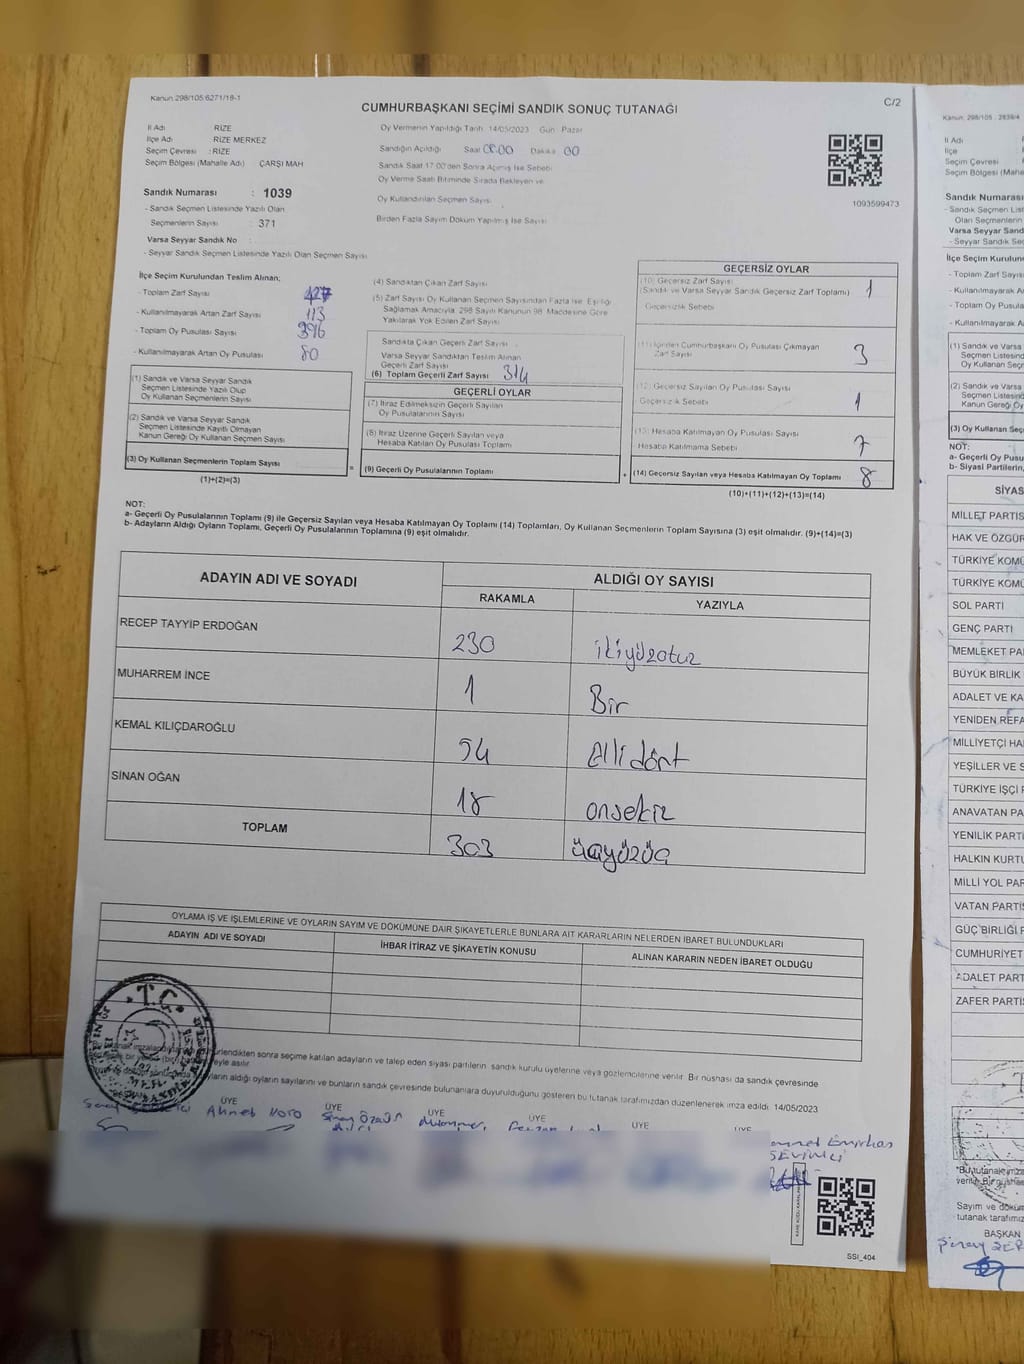 Kanun 298/105 6271/18-1
C/2
CUMHURBAŞKANI SEÇİMİ SANDIK SONUÇ TUTANAĞI
İl Adı RİZE
İlçe Adı RİZE MERKEZ
Seçim Çevresi : RİZE
Seçim Bölgesi (Mahalle Adı) ÇARŞI MAH
Sandık Numarası : 1039
- Sandık Seçmen Listesinde Yazılı Olan
Seçmenlerin Sayısı : 371
Varsa Seyyar Sandık No
- Seyyar Sandık Seçmen Listesinde Yazılı Olan Seçmen Sayısı
Oy Vermenin Yapıldığı Tarih 14/05/2023 Gün Pazar
Sandığın Açıldığı Saat 08.00 Dakika 00
Sandık Saat 17 00'den Sonra Açılmış İse Sebebi
Oy Verme Saati Bitiminde Sırada Bekleyen ve
Oy Kullandırılan Seçmen Sayısı
Birden Fazla Sayım Döküm Yapılmış İse Sayısı
1093599473
İlçe Seçim Kurulundan Teslim Alınan;
- Toplam Zarf Sayısı 427
- Kullanılmayarak Artan Zarf Sayısı 113
- Toplam Oy Pusulası Sayısı 396
- Kullanılmayarak Artan Oy Pusulası 80
(1) Sandık ve Varsa Seyyar Sandık
Seçmen Listesinde Yazılı Olup
Oy Kullanan Seçmenlerin Sayısı
(2) Sandık ve Varsa Seyyar Sandık
Seçmen Listesinde Kayıtlı Olmayan
Kanun Gereği Oy Kullanan Seçmen Sayısı
(3) Oy Kullanan Seçmenlerin Toplam Sayısı
(1)+(2)=(3)
(4) Sandıktan Çıkan Zarf Sayısı
(5) Zarf Sayısı Oy Kullanan Seçmen Sayısından Fazla İse, Eşitliği
Sağlamak Amacıyla; 298 Sayılı Kanunun 98. Maddesine Göre
Yakılarak Yok Edilen Zarf Sayısı
Sandıkta Çıkan Geçerli Zarf Sayısı
Varsa Seyyar Sandıktan Teslim Alınan
Geçerli Zarf Sayısı
(6) Toplam Geçerli Zarf Sayısı 314
GEÇERLİ OYLAR
(7) İtiraz Edilmeksizin Geçerli Sayılan
Oy Pusulalarının Sayısı
(8) İtiraz Üzerine Geçerli Sayılan veya
Hesaba Katılan Oy Pusulası Toplamı
= (9) Geçerli Oy Pusulalarının Toplamı
GEÇERSİZ OYLAR
(10) Geçersiz Zarf Sayısı
(Sandık ve Varsa Seyyar Sandık Geçersiz Zarf Toplamı) 1
Geçersizlik Sebebi
(11) İçinden Cumhurbaşkanı Oy Pusulası Çıkmayan
Zarf Sayısı 3
(12) Geçersiz Sayılan Oy Pusulası Sayısı
Geçersizlik Sebebi 1
(13) Hesaba Katılmayan Oy Pusulası Sayısı
Hesaba Katılmama Sebebi 7
+ (14) Geçersiz Sayılan veya Hesaba Katılmayan Oy Toplamı 8
(10)+(11)+(12)+(13)=(14)
NOT:
a- Geçerli Oy Pusulalarının Toplamı (9) ile Geçersiz Sayılan veya Hesaba Katılmayan Oy Toplamı (14) Toplamları, Oy Kullanan Seçmenlerin Toplam Sayısına (3) eşit olmalıdır. (9)+(14)=(3)
b- Adayların Aldığı Oyların Toplamı, Geçerli Oy Pusulalarının Toplamına (9) eşit olmalıdır.
ADAYIN ADI VE SOYADI ALDIĞI OY SAYISI
RAKAMLA YAZIYLA
RECEP TAYYİP ERDOĞAN 230 ikiyüzotuz
MUHARREM İNCE 1 Bir
KEMAL KILIÇDAROĞLU 54 Elli dört
SİNAN OĞAN 18 onsekiz
TOPLAM 303 üçyüzüç
OYLAMA İŞ VE İŞLEMLERİNE VE OYLARIN SAYIM VE DÖKÜMÜNE DAİR ŞİKAYETLERLE BUNLARA AİT KARARLARIN NELERDEN İBARET BULUNDUKLARI
ADAYIN ADI VE SOYADI İHBAR İTİRAZ VE ŞİKAYETİN KONUSU ALINAN KARARIN NEDEN İBARET OLDUĞU
T.C.
sonra seçime katılan adayların ve talep eden siyasi partilerin sandık kurulu üyelerine veya gözlemcilerine verilir. Bir nüshası da sandık çevresinde
aldığı oyların sayılarını ve bunların sandık çevresinde bulunanlara duyurulduğunu gösteren bu tutanak tarafımızdan düzenlenerek imza edildi. 14/05/2023
ÜYE ÜYE ÜYE ÜYE ÜYE ÜYE
Ahmet
SSI_404
Kanun: 298/105
İl Adı
İlçe
Seçim Çevresi
Seçim Bölgesi (Mahalle
Sandık Numarası
- Sandık Seçmen
Olan Seçmenlerin
Varsa Seyyar Sand
- Seyyar Sandık Se
İlçe Seçim Kurulun
- Toplam Zarf Sayısı
- Kullanılmayarak Ar
- Toplam Oy Pusula
- Kullanılmayarak
(1) Sandık ve Varsa
Seçmen Listesin
Oy Kullanan Seç
(2) Sandık ve Varsa
Seçmen Listesin
Kanun Gereği Oy
(3) Oy Kullanan Seç
NOT:
a- Geçerli Oy Pusu
b- Siyasi Partilerin,
SİYAS
MİLLET PARTİS
HAK VE ÖZGÜR
TÜRKİYE KOMÜ
TÜRKİYE KOMÜ
SOL PARTİ
GENÇ PARTİ
MEMLEKET PA
BÜYÜK BİRLİK
ADALET VE KA
YENİDEN REFA
MİLLİYETÇİ HA
YEŞİLLER VE S
TÜRKİYE İŞÇİ P
ANAVATAN PA
YENİLİK PARTİ
HALKIN KURTU
MİLLİ YOL PAR
VATAN PARTİS
GÜÇ BİRLİĞİ P
CUMHURİYET
ADALET PARTİ
ZAFER PARTİS
Sayım ve döküm
tutanak tarafımız
BAŞKAN